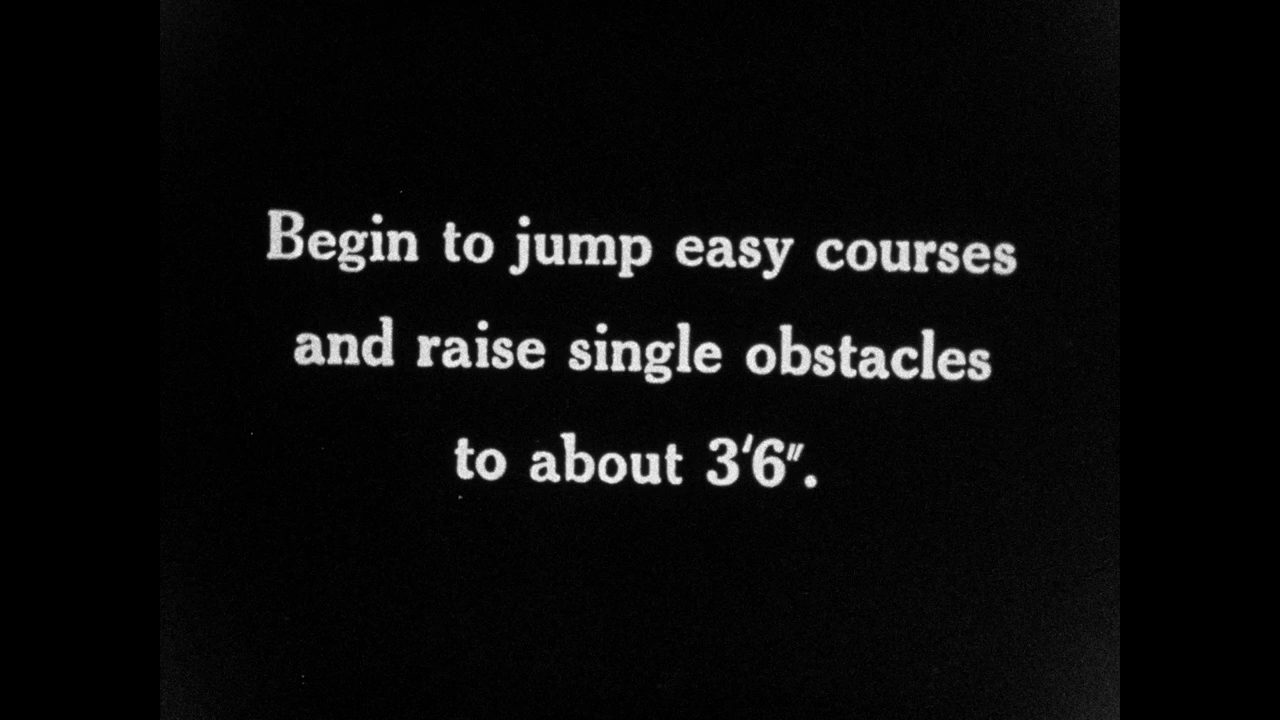 Begin to jump easy courses
and raise single obstacles
to about 3'6".